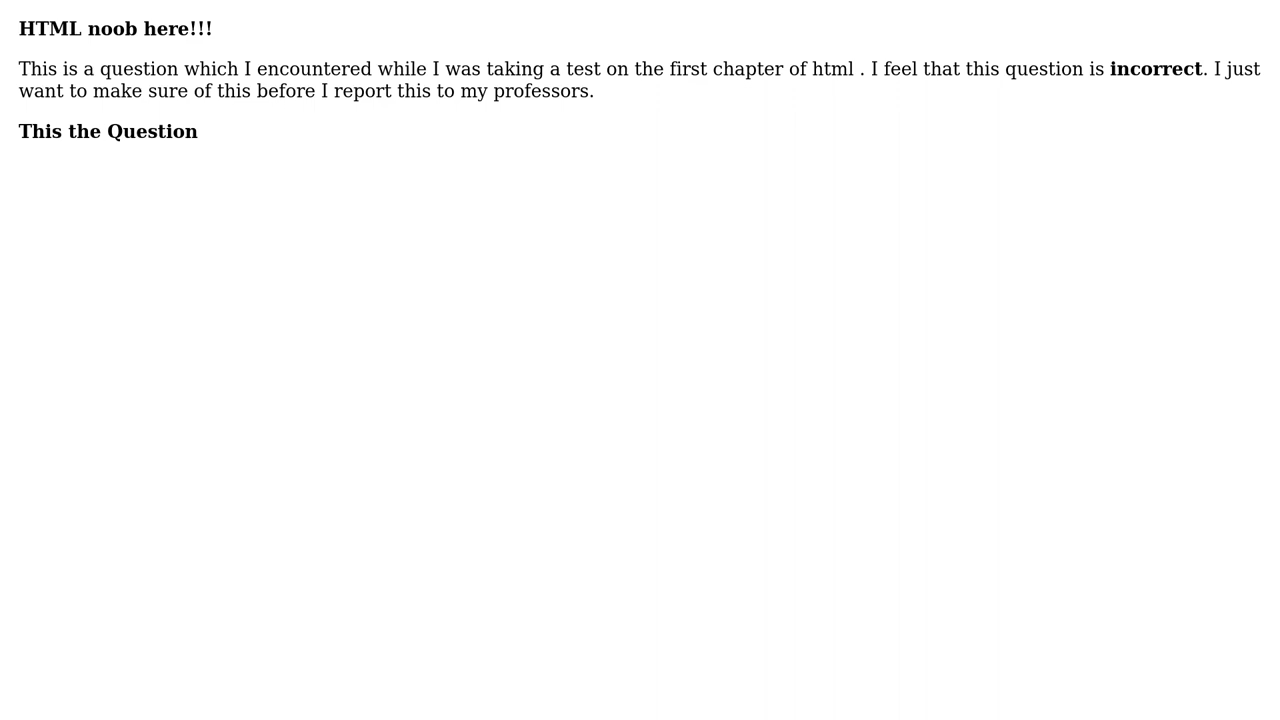 HTML noob here!!!
This is a question which I encountered while I was taking a test on the first chapter of html . I feel that this question is incorrect. I just
want to make sure of this before I report this to my professors.
This the Question